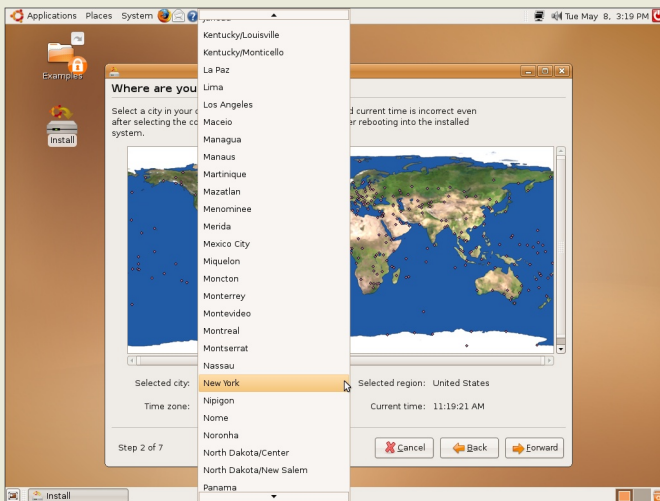 Applications Places System
Tue May 8, 3:19 PM
Examples
Install
Where are you
Select a city in your
d current time is incorrect even
after selecting the co
er rebooting into the installed
system.
Kentucky/Louisville
Kentucky/Monticello
La Paz
Lima
Los Angeles
Maceio
Managua
Manaus
Martinique
Mazatlan
Menominee
Merida
Mexico City
Miquelon
Moncton
Monterrey
Montevideo
Montreal
Montserrat
Nassau
New York
Nipigon
Nome
Noronha
North Dakota/Center
North Dakota/New Salem
Panama
Selected city:
Selected region: United States
Time zone:
Current time: 11:19:21 AM
Step 2 of 7
Cancel
Back
Forward
Install